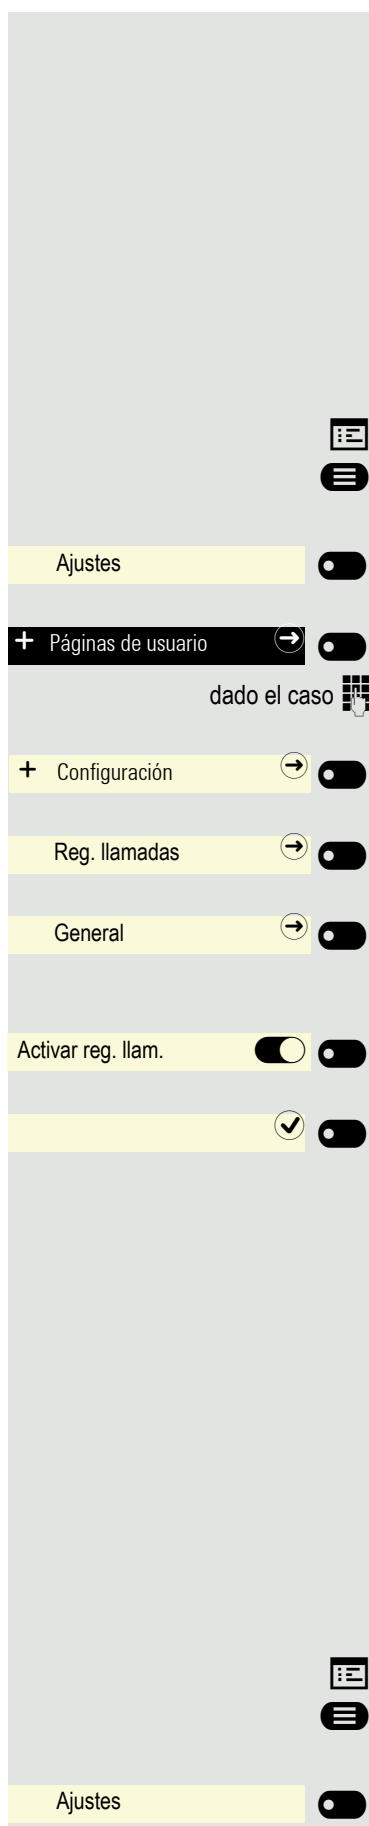 Ajustes
+ Páginas de usuario
dado el caso
+ Configuración
Reg. llamadas
General
Activar reg. llam.
Ajustes